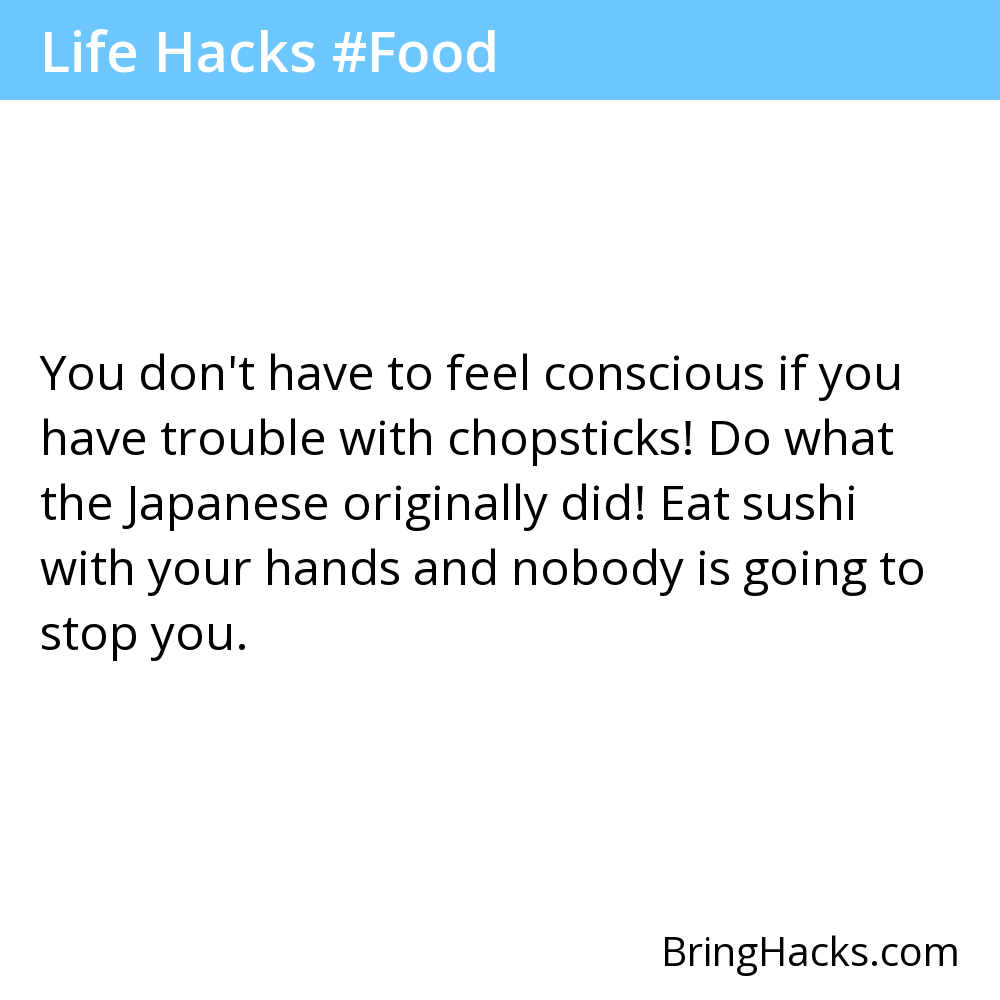 Life Hacks #Food
You don't have to feel conscious if you
have trouble with chopsticks! Do what
the Japanese originally did! Eat sushi
with your hands and nobody is going to
stop you.
BringHacks.com